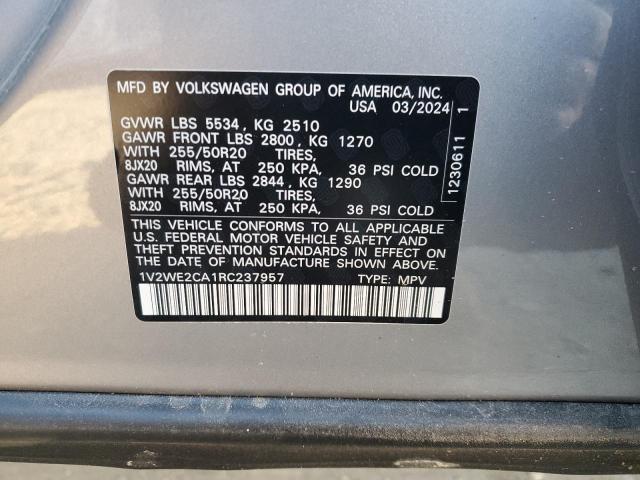 MFD BY VOLKSWAGEN GROUP OF AMERICA, INC.
USA 03/2024
GVWR LBS 5534, KG 2510
GAWR FRONT LBS 2800, KG 1270
WITH 255/50R20 TIRES,
8JX20 RIMS, AT 250 KPA, 36 PSI COLD
GAWR REAR LBS 2844, KG 1290
WITH 255/50R20 TIRES,
8JX20 RIMS, AT 250 KPA, 36 PSI COLD
THIS VEHICLE CONFORMS TO ALL APPLICABLE
U.S. FEDERAL MOTOR VEHICLE SAFETY AND
THEFT PREVENTION STANDARDS IN EFFECT ON
THE DATE OF MANUFACTURE SHOWN ABOVE.
1V2WE2CA1RC237957 TYPE: MPV
1230611 1